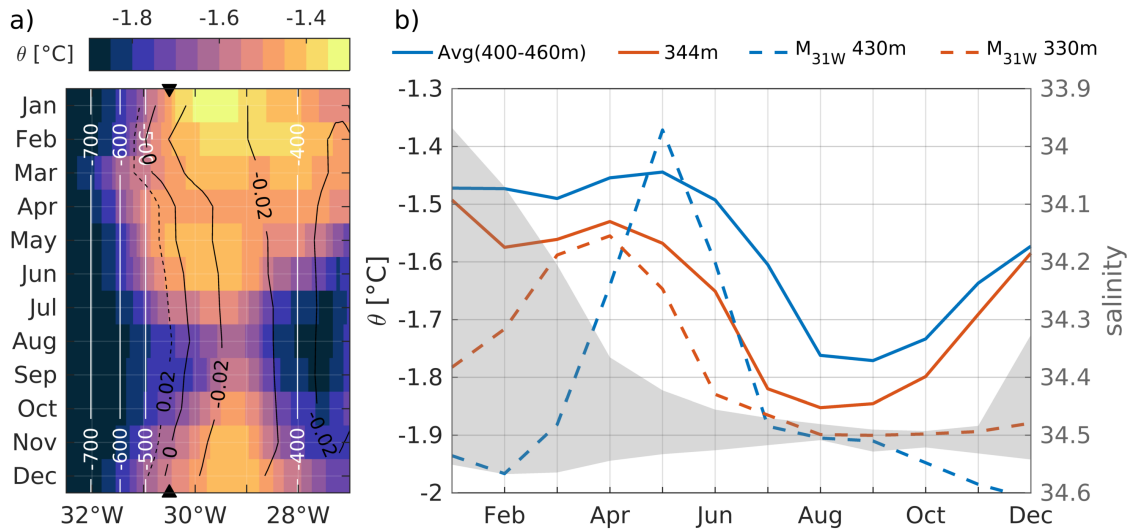 a)
b)
-1.8 -1.6 -1.4
θ [°C]
Avg(400-460m) 344m M31W 430m M31W 330m
Jan
Feb
Mar
Apr
May
Jun
Jul
Aug
Sep
Oct
Nov
Dec
-700 -600 -500 -400
0
-0.02
0.02 -0.02
-0.02
0
-700 -600 -500 -400
32°W 30°W 28°W
-1.3
-1.4
-1.5
-1.6
-1.7
-1.8
-1.9
-2
θ [°C]
33.9
34
34.1
34.2
34.3
34.4
34.5
34.6
salinity
Feb Apr Jun Aug Oct Dec